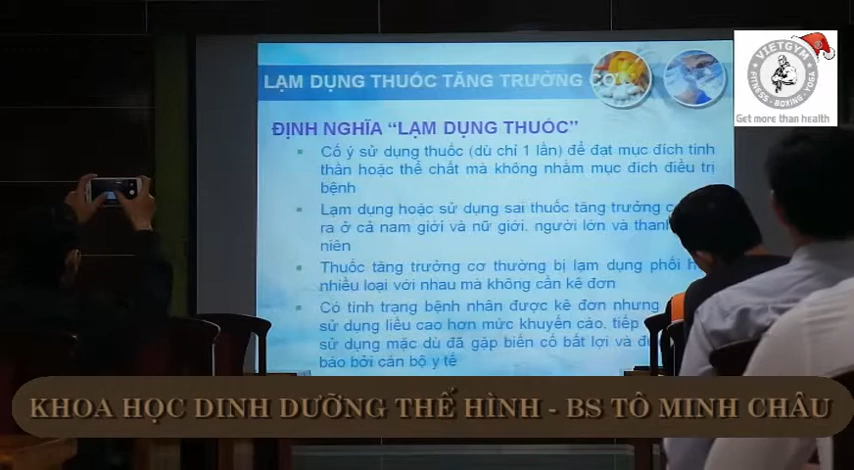 LẠM DỤNG THUỐC TĂNG TRƯỞNG CƠ
ĐỊNH NGHĨA “LẠM DỤNG THUỐC”
Cố ý sử dụng thuốc (dù chỉ 1 lần) để đạt mục đích tinh
thần hoặc thể chất mà không nhằm mục đích điều trị
bệnh
Lạm dụng hoặc sử dụng sai thuốc tăng trưởng
ra ở cả nam giới và nữ giới, người lớn và thanh
niên
Thuốc tăng trưởng cơ thường bị lạm dụng phối
nhiều loại với nhau mà không cần kê đơn
Có tình trạng bệnh nhân được kê đơn nhưng
sử dụng liều cao hơn mức khuyến cáo, tiếp
sử dụng mặc dù đã gặp biến cố bất lợi và
báo bởi cán bộ y tế
VIETGYM
FITNESS - BOXING - YOGA
Get more than health
KHOA HỌC DINH DƯỠNG THẾ HÌNH - BS TÔ MINH CHÂU